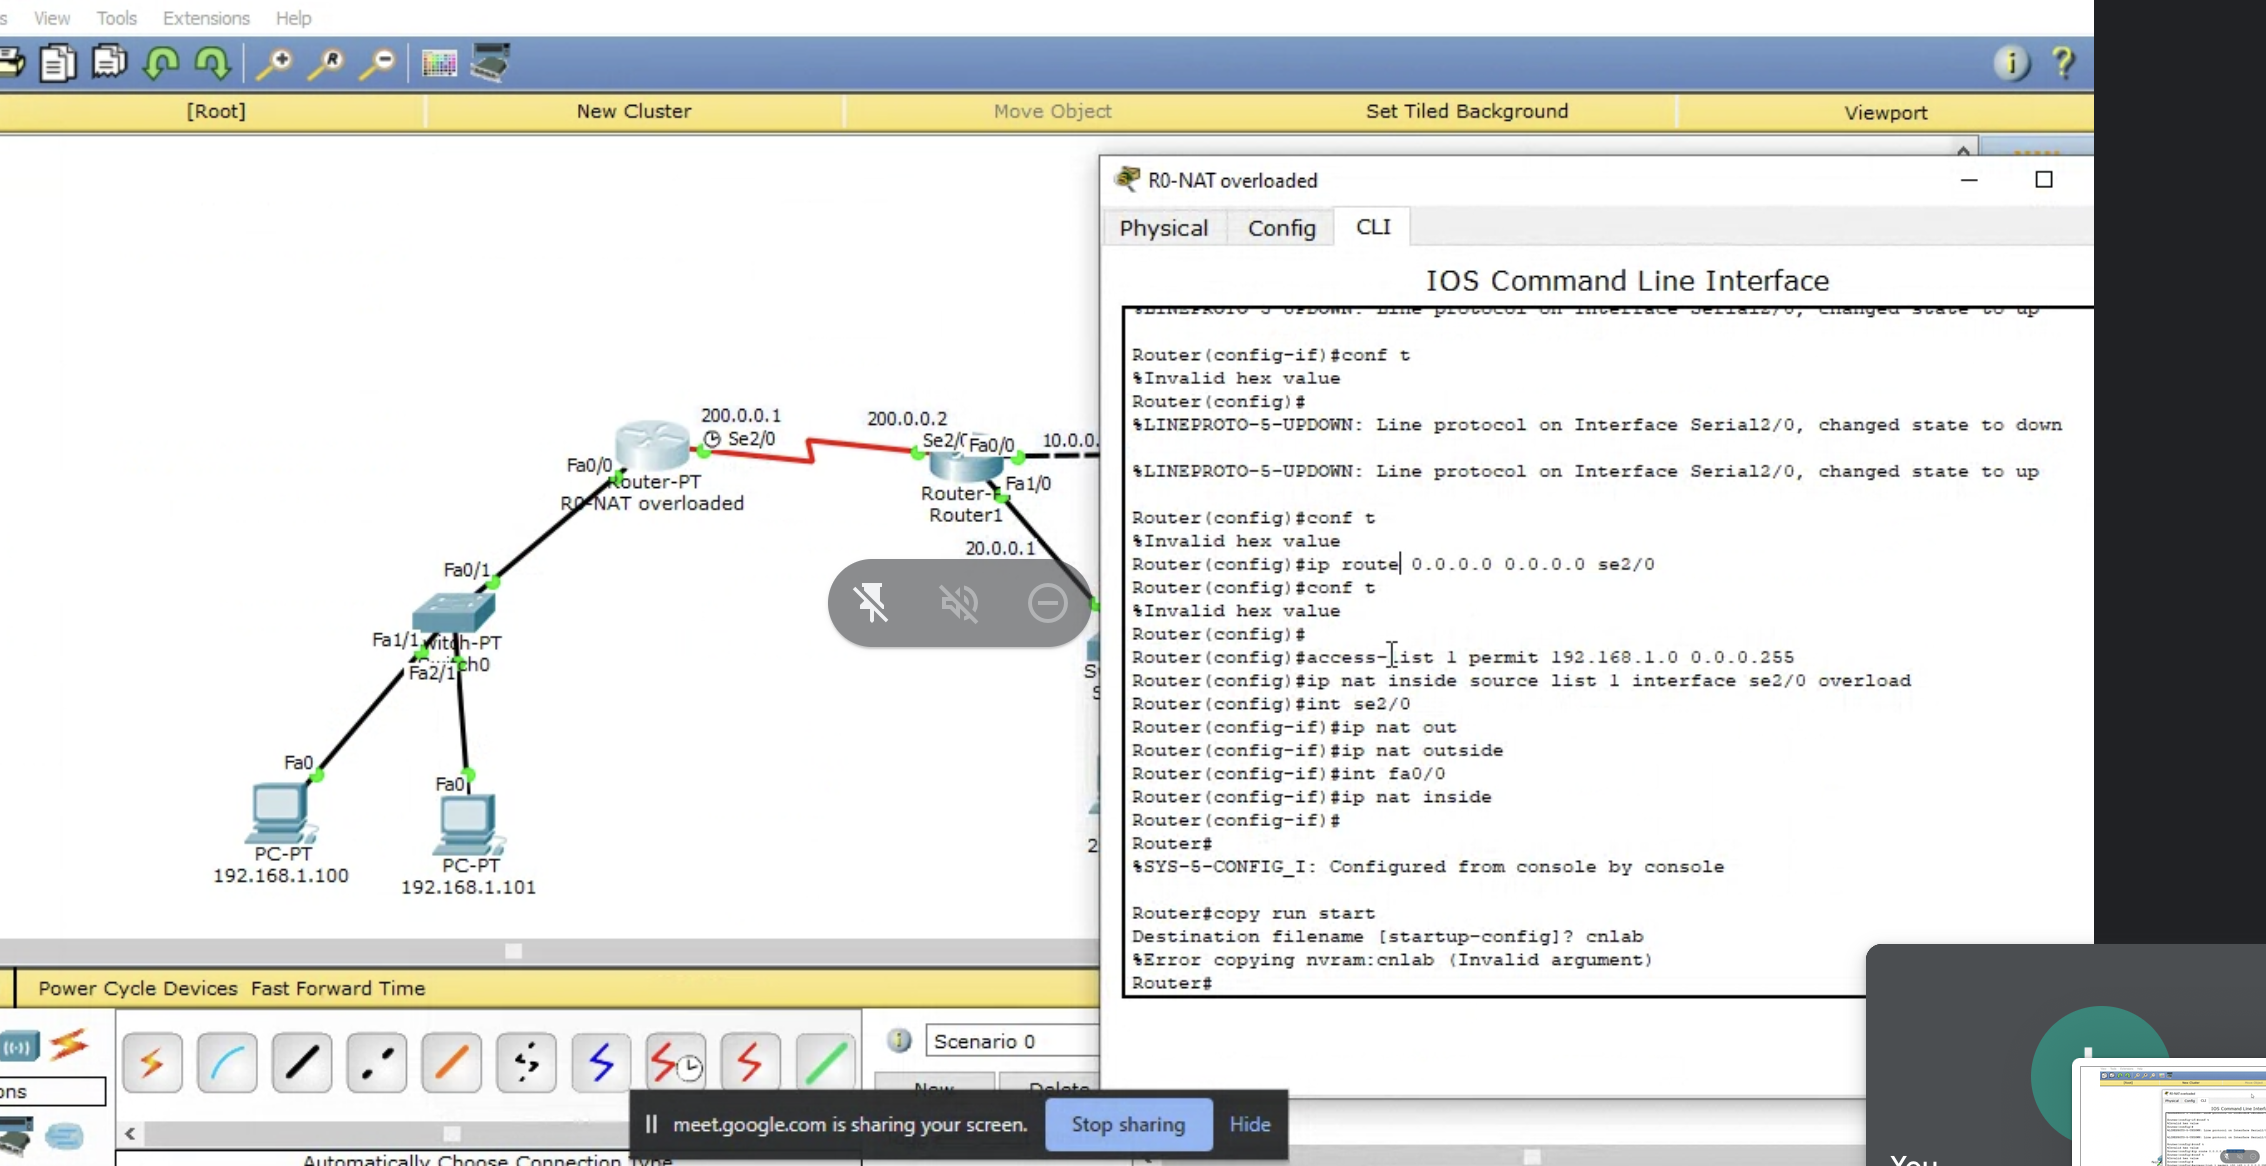 View Tools Extensions Help
[Root] New Cluster Move Object Set Tiled Background Viewport
R0-NAT overloaded
Physical Config CLI
IOS Command Line Interface
%LINEPROTO-5-UPDOWN: Line protocol on Interface Serial2/0, changed state to up
Router(config-if)#conf t
%Invalid hex value
Router(config)#
%LINEPROTO-5-UPDOWN: Line protocol on Interface Serial2/0, changed state to down
%LINEPROTO-5-UPDOWN: Line protocol on Interface Serial2/0, changed state to up
Router(config)#conf t
%Invalid hex value
Router(config)#ip route 0.0.0.0 0.0.0.0 se2/0
Router(config)#conf t
%Invalid hex value
Router(config)#
Router(config)#access-list 1 permit 192.168.1.0 0.0.0.255
Router(config)#ip nat inside source list 1 interface se2/0 overload
Router(config)#int se2/0
Router(config-if)#ip nat out
Router(config-if)#ip nat outside
Router(config-if)#int fa0/0
Router(config-if)#ip nat inside
Router(config-if)#
Router#
%SYS-5-CONFIG_I: Configured from console by console
Router#copy run start
Destination filename [startup-config]? cnlab
%Error copying nvram:cnlab (Invalid argument)
Router#
200.0.0.1
Se2/0
200.0.0.2
Fa0/0
10.0.0.
Fa0/0
Router-PT
R0-NAT overloaded
Fa1/0
Router1
20.0.0.1
Fa0/1
Fa1/1
Fa2/1
Fa0
Fa0
PC-PT
192.168.1.100
PC-PT
192.168.1.101
Power Cycle Devices Fast Forward Time
Scenario 0
New Delete
meet.google.com is sharing your screen. Stop sharing Hide
Automatically Choose Connection Type
You